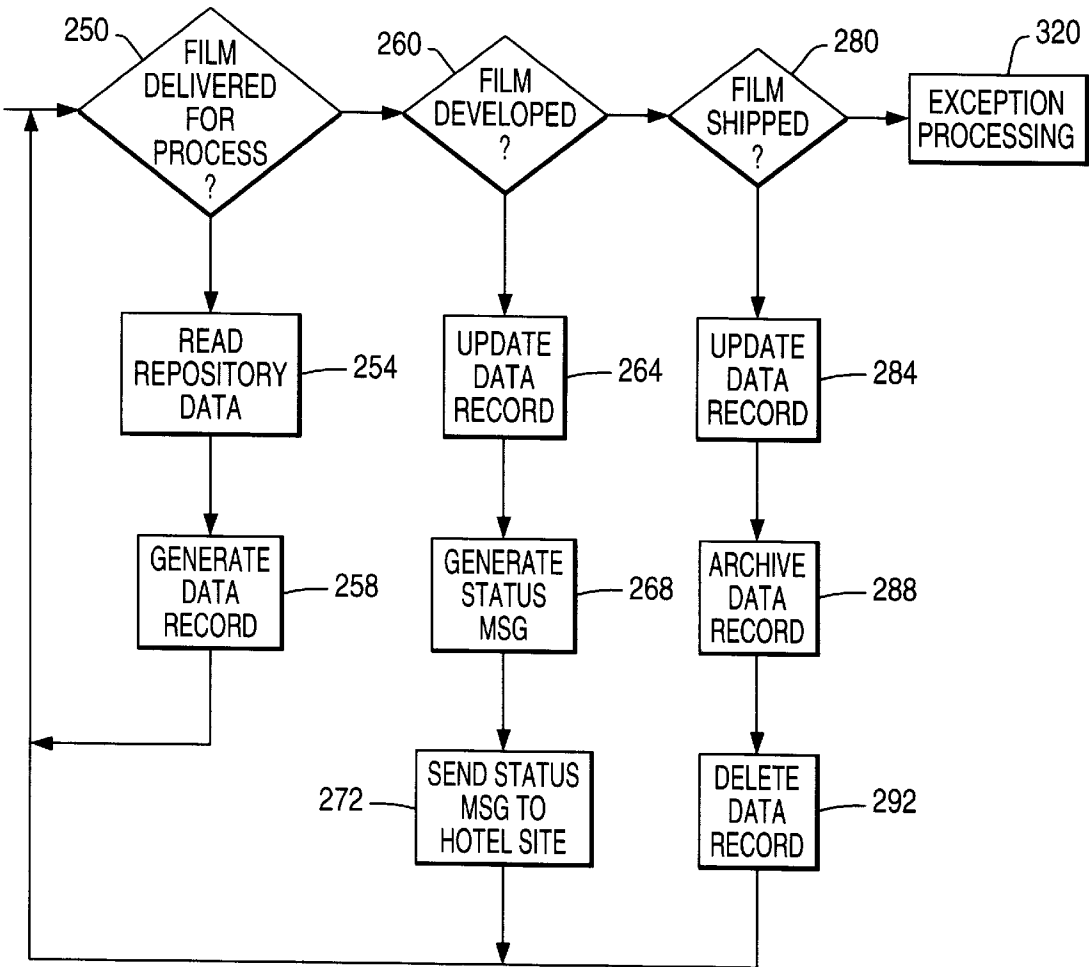 250
FILM
DELIVERED
FOR
PROCESS
?
260
FILM
DEVELOPED
?
280
FILM
SHIPPED
?
320
EXCEPTION
PROCESSING
READ
REPOSITORY
DATA
254
UPDATE
DATA
RECORD
264
UPDATE
DATA
RECORD
284
GENERATE
DATA
RECORD
258
GENERATE
STATUS
MSG
268
ARCHIVE
DATA
RECORD
288
272
SEND STATUS
MSG TO
HOTEL SITE
DELETE
DATA
RECORD
292